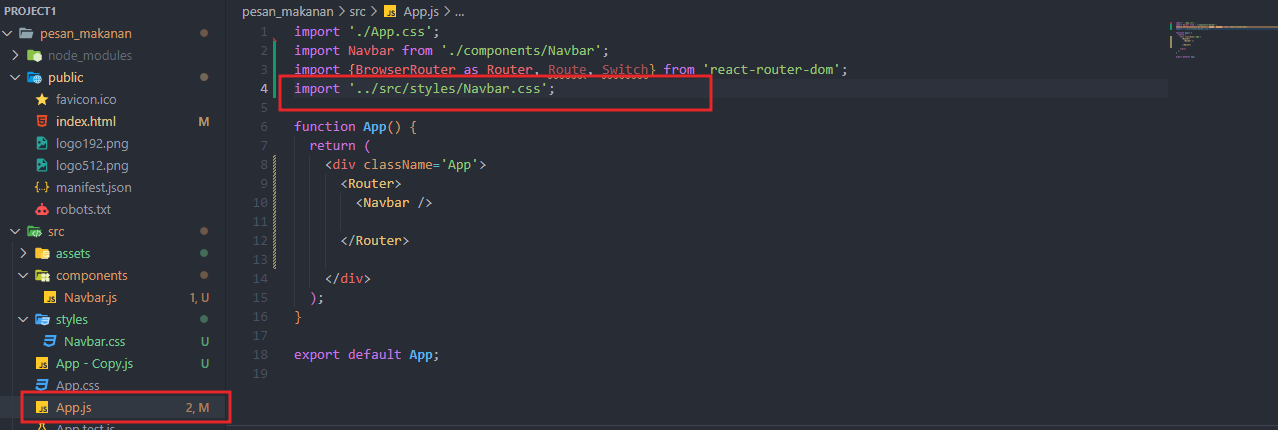 PROJECT1
pesan_makanan
node_modules
public
favicon.ico
index.html M
logo192.png
logo512.png
manifest.json
robots.txt
src
assets
components
Navbar.js 1, U
styles
Navbar.css U
App - Copy.js U
App.css
App.js 2, M
App.test.js
pesan_makanan > src > JS App.js > ...
1 import './App.css';
2 import Navbar from './components/Navbar';
3 import {BrowserRouter as Router, Route, Switch} from 'react-router-dom';
4 import '../src/styles/Navbar.css';
5
6 function App() {
7 return (
8 <div className='App'>
9 <Router>
10 <Navbar />
11
12 </Router>
13
14 </div>
15 );
16 }
17
18 export default App;
19